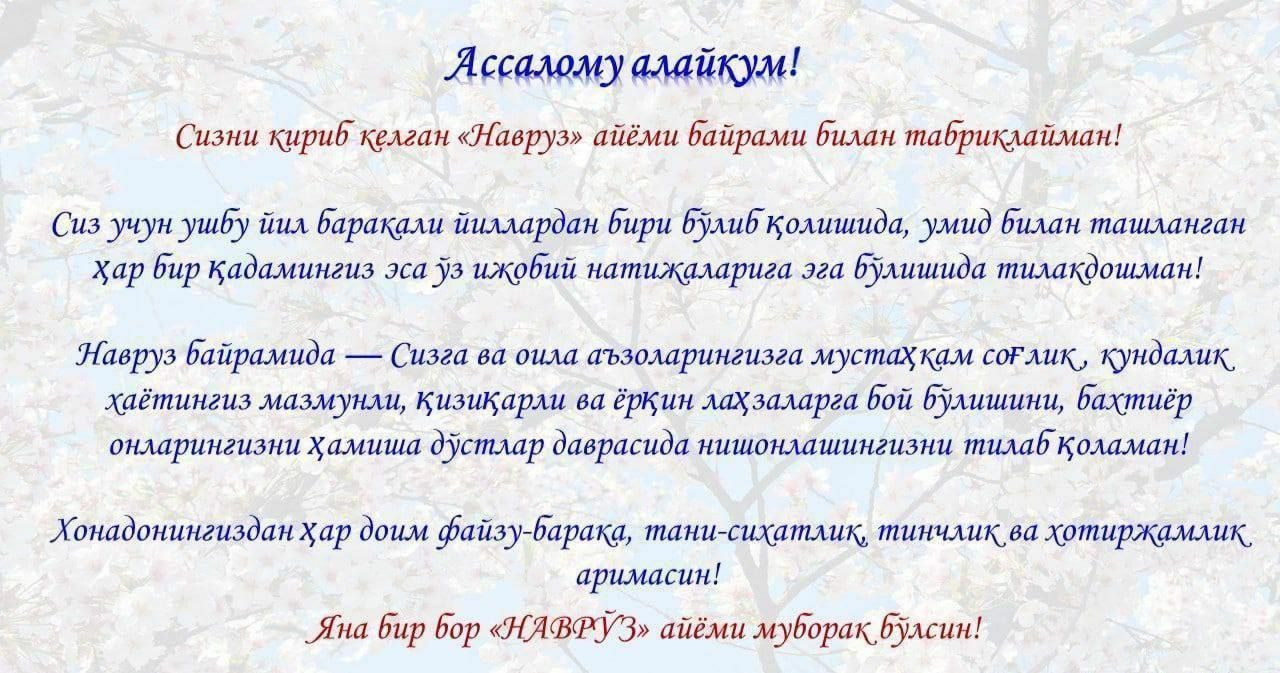 Ассалому алайкум!
Сизни кириб келган «Навруз» айёми байрами билан табриклайман!
Сиз учун ушбу йил баракали йиллардан бири бўлиб қолишида, умид билан ташланган
ҳар бир қадамингиз эса ўз ижобий натижаларига эга бўлишида тилакдошман!
Навруз байрамида — Сизга ва оила аъзоларингизга мустаҳкам соғлик, кундалик
хаётингиз мазмунли, қизиқарли ва ёрқин лаҳзаларга бой бўлишини, бахтиёр
онларингизни ҳамиша дўстлар даврасида нишонлашингизни тилаб қоламан!
Хонадонингиздан ҳар доим файзу-барака, тани-сихатлик, тинчлик ва хотиржамлик
аримасин!
Яна бир бор «НАВРЎЗ» айёми муборак бўлсин!